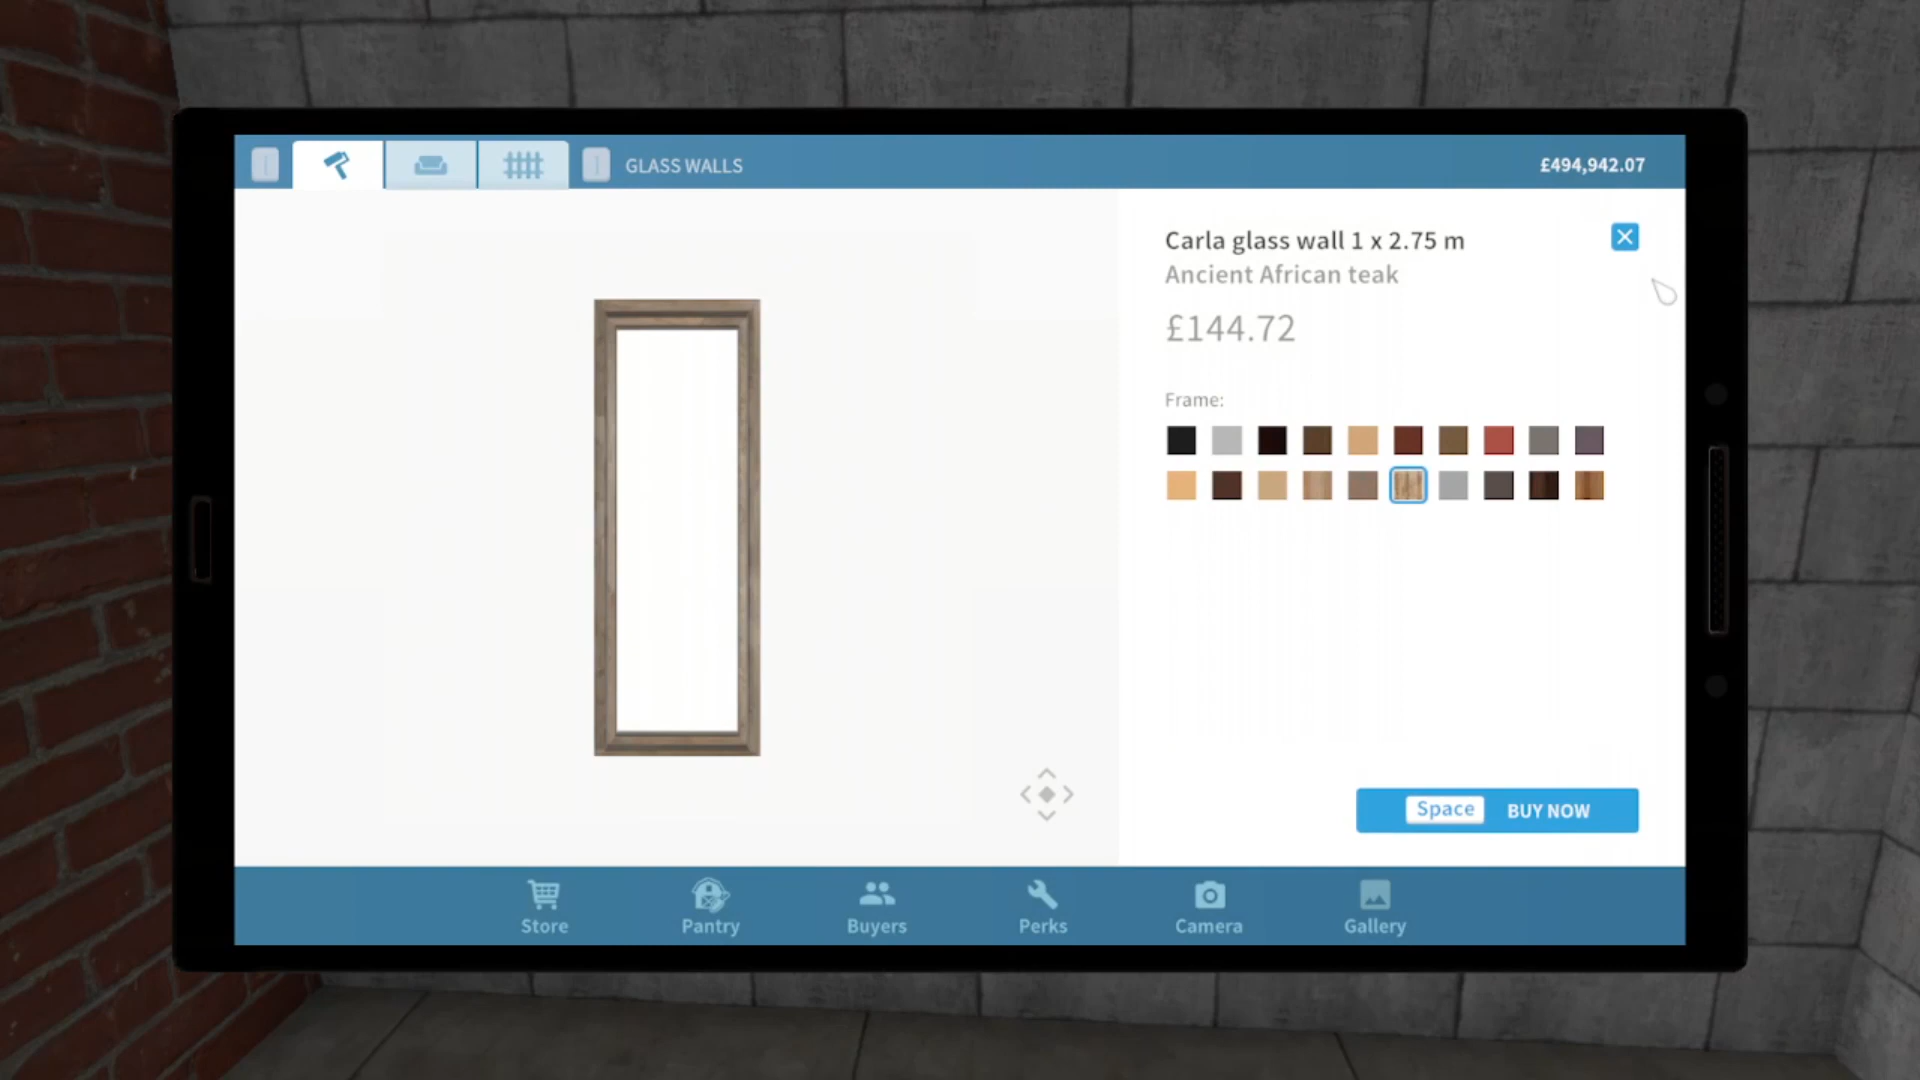 GLASS WALLS
£494,942.07
Carla glass wall 1 x 2.75 m
Ancient African teak
£144.72
Frame:
Space BUY NOW
Store Pantry Buyers Perks Camera Gallery